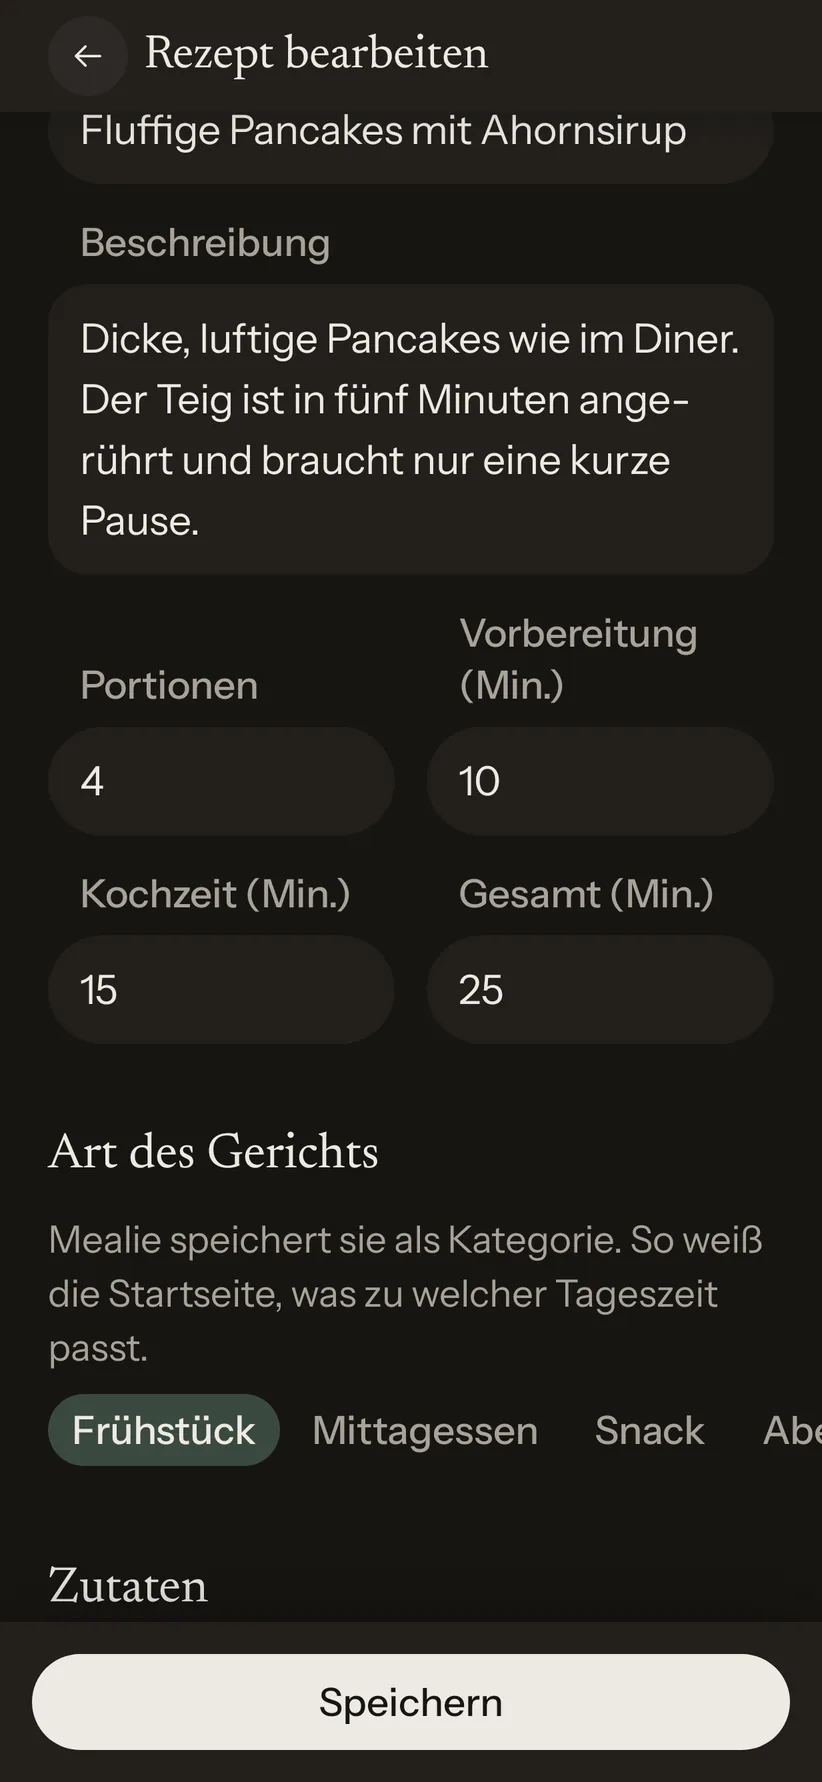 Rezept bearbeiten
Fluffige Pancakes mit Ahornsirup
Beschreibung
Dicke, luftige Pancakes wie im Diner.
Der Teig ist in fünf Minuten ange-
rührt und braucht nur eine kurze
Pause.
Portionen
Vorbereitung
(Min.)
4
10
Kochzeit (Min.)
Gesamt (Min.)
15
25
Art des Gerichts
Mealie speichert sie als Kategorie. So weiß
die Startseite, was zu welcher Tageszeit
passt.
Frühstück Mittagessen Snack Abe
Zutaten
Speichern